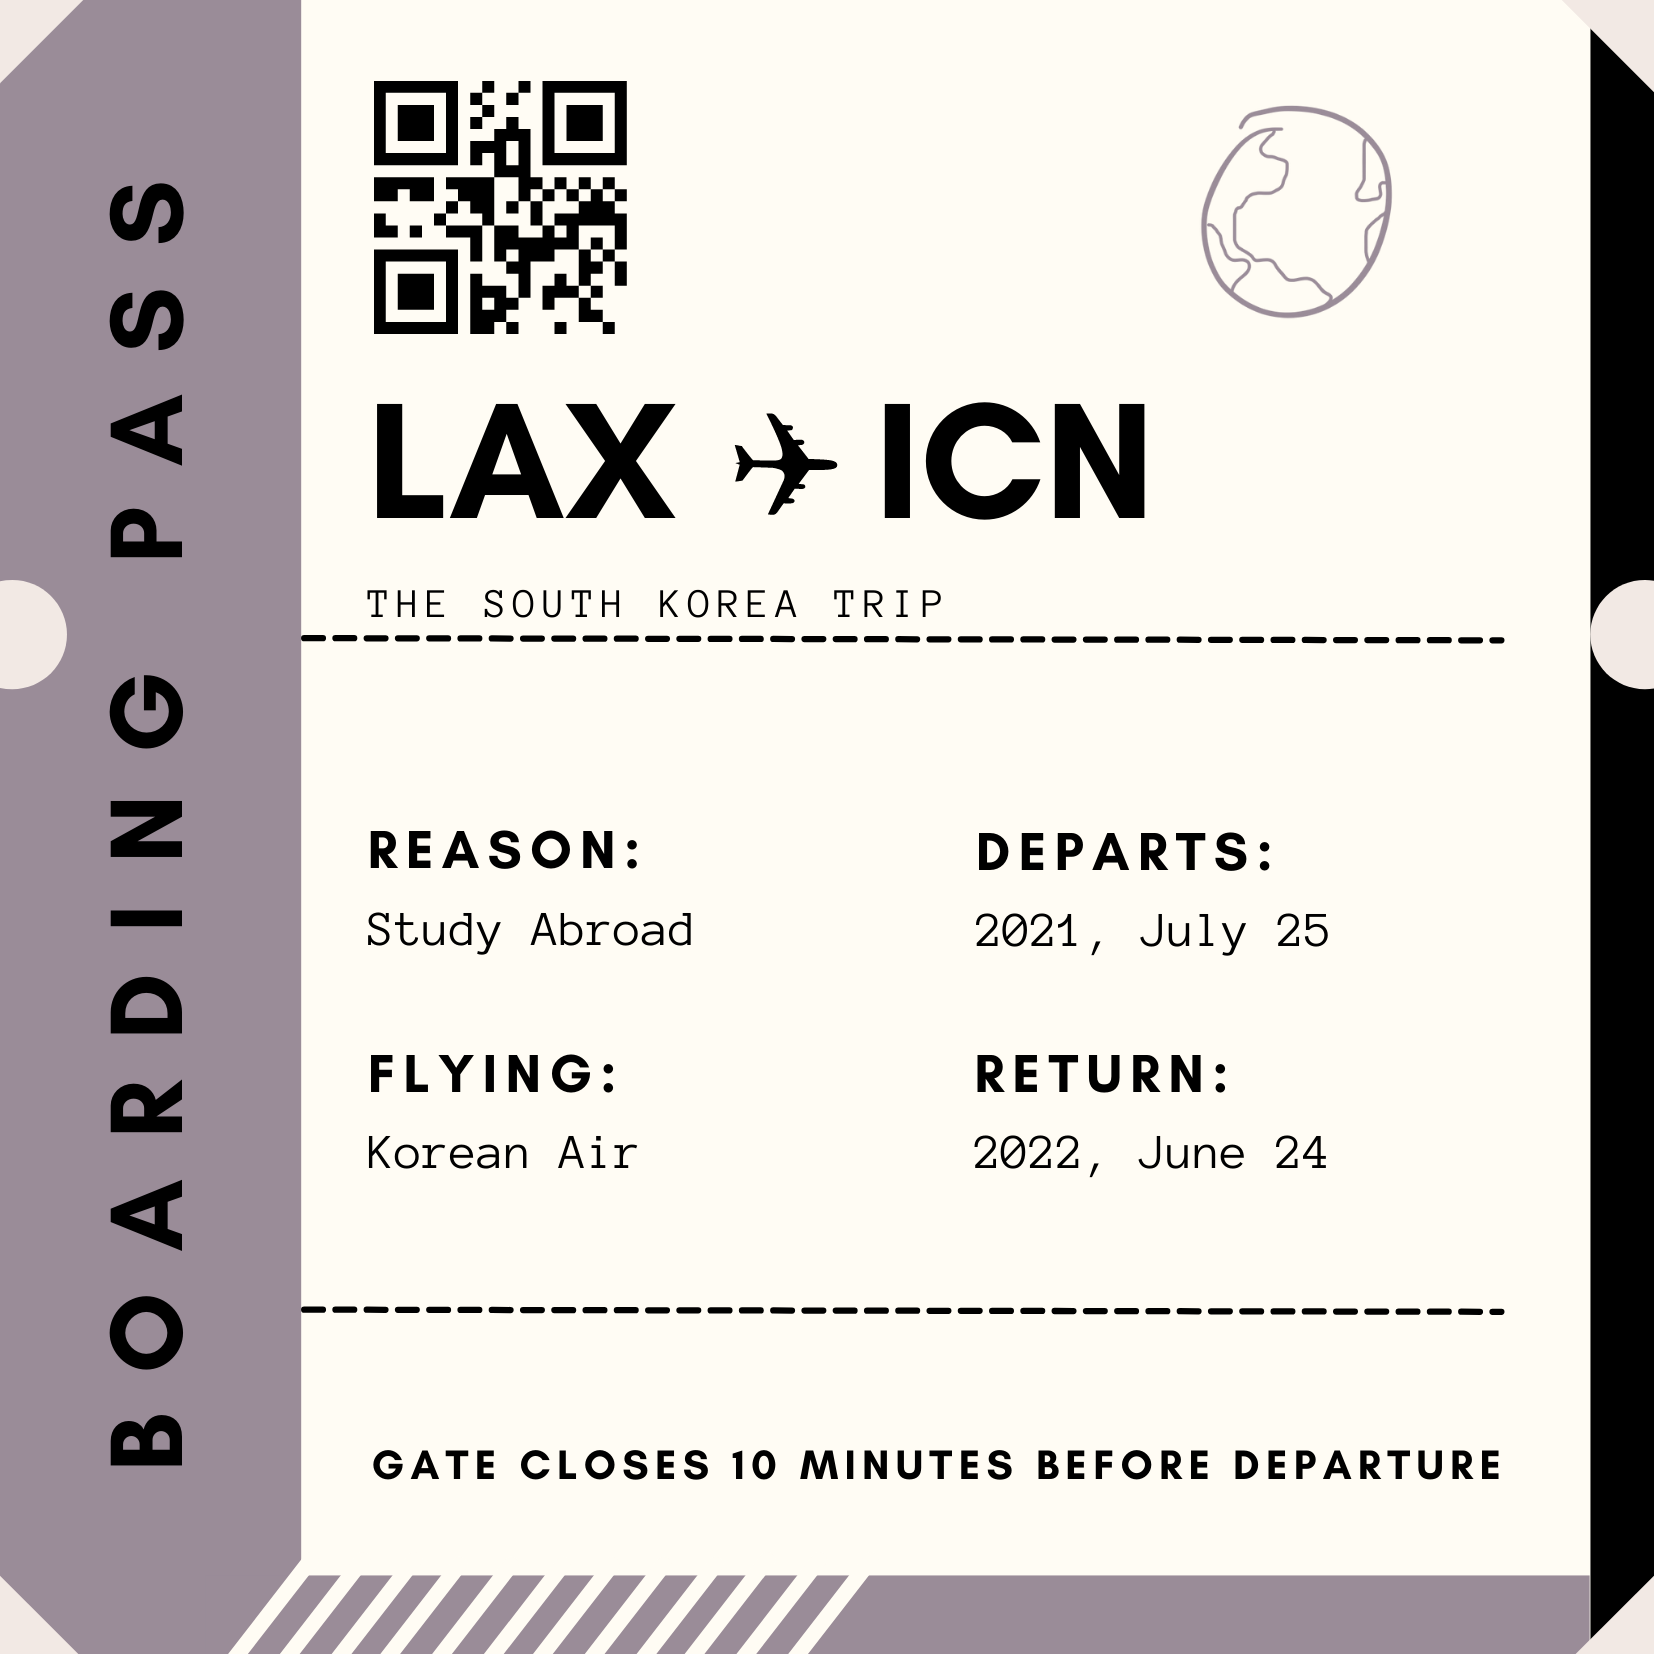 BOARDING PASS
LAX ✈ ICN
THE SOUTH KOREA TRIP
REASON:
Study Abroad
DEPARTS:
2021, July 25
FLYING:
Korean Air
RETURN:
2022, June 24
GATE CLOSES 10 MINUTES BEFORE DEPARTURE